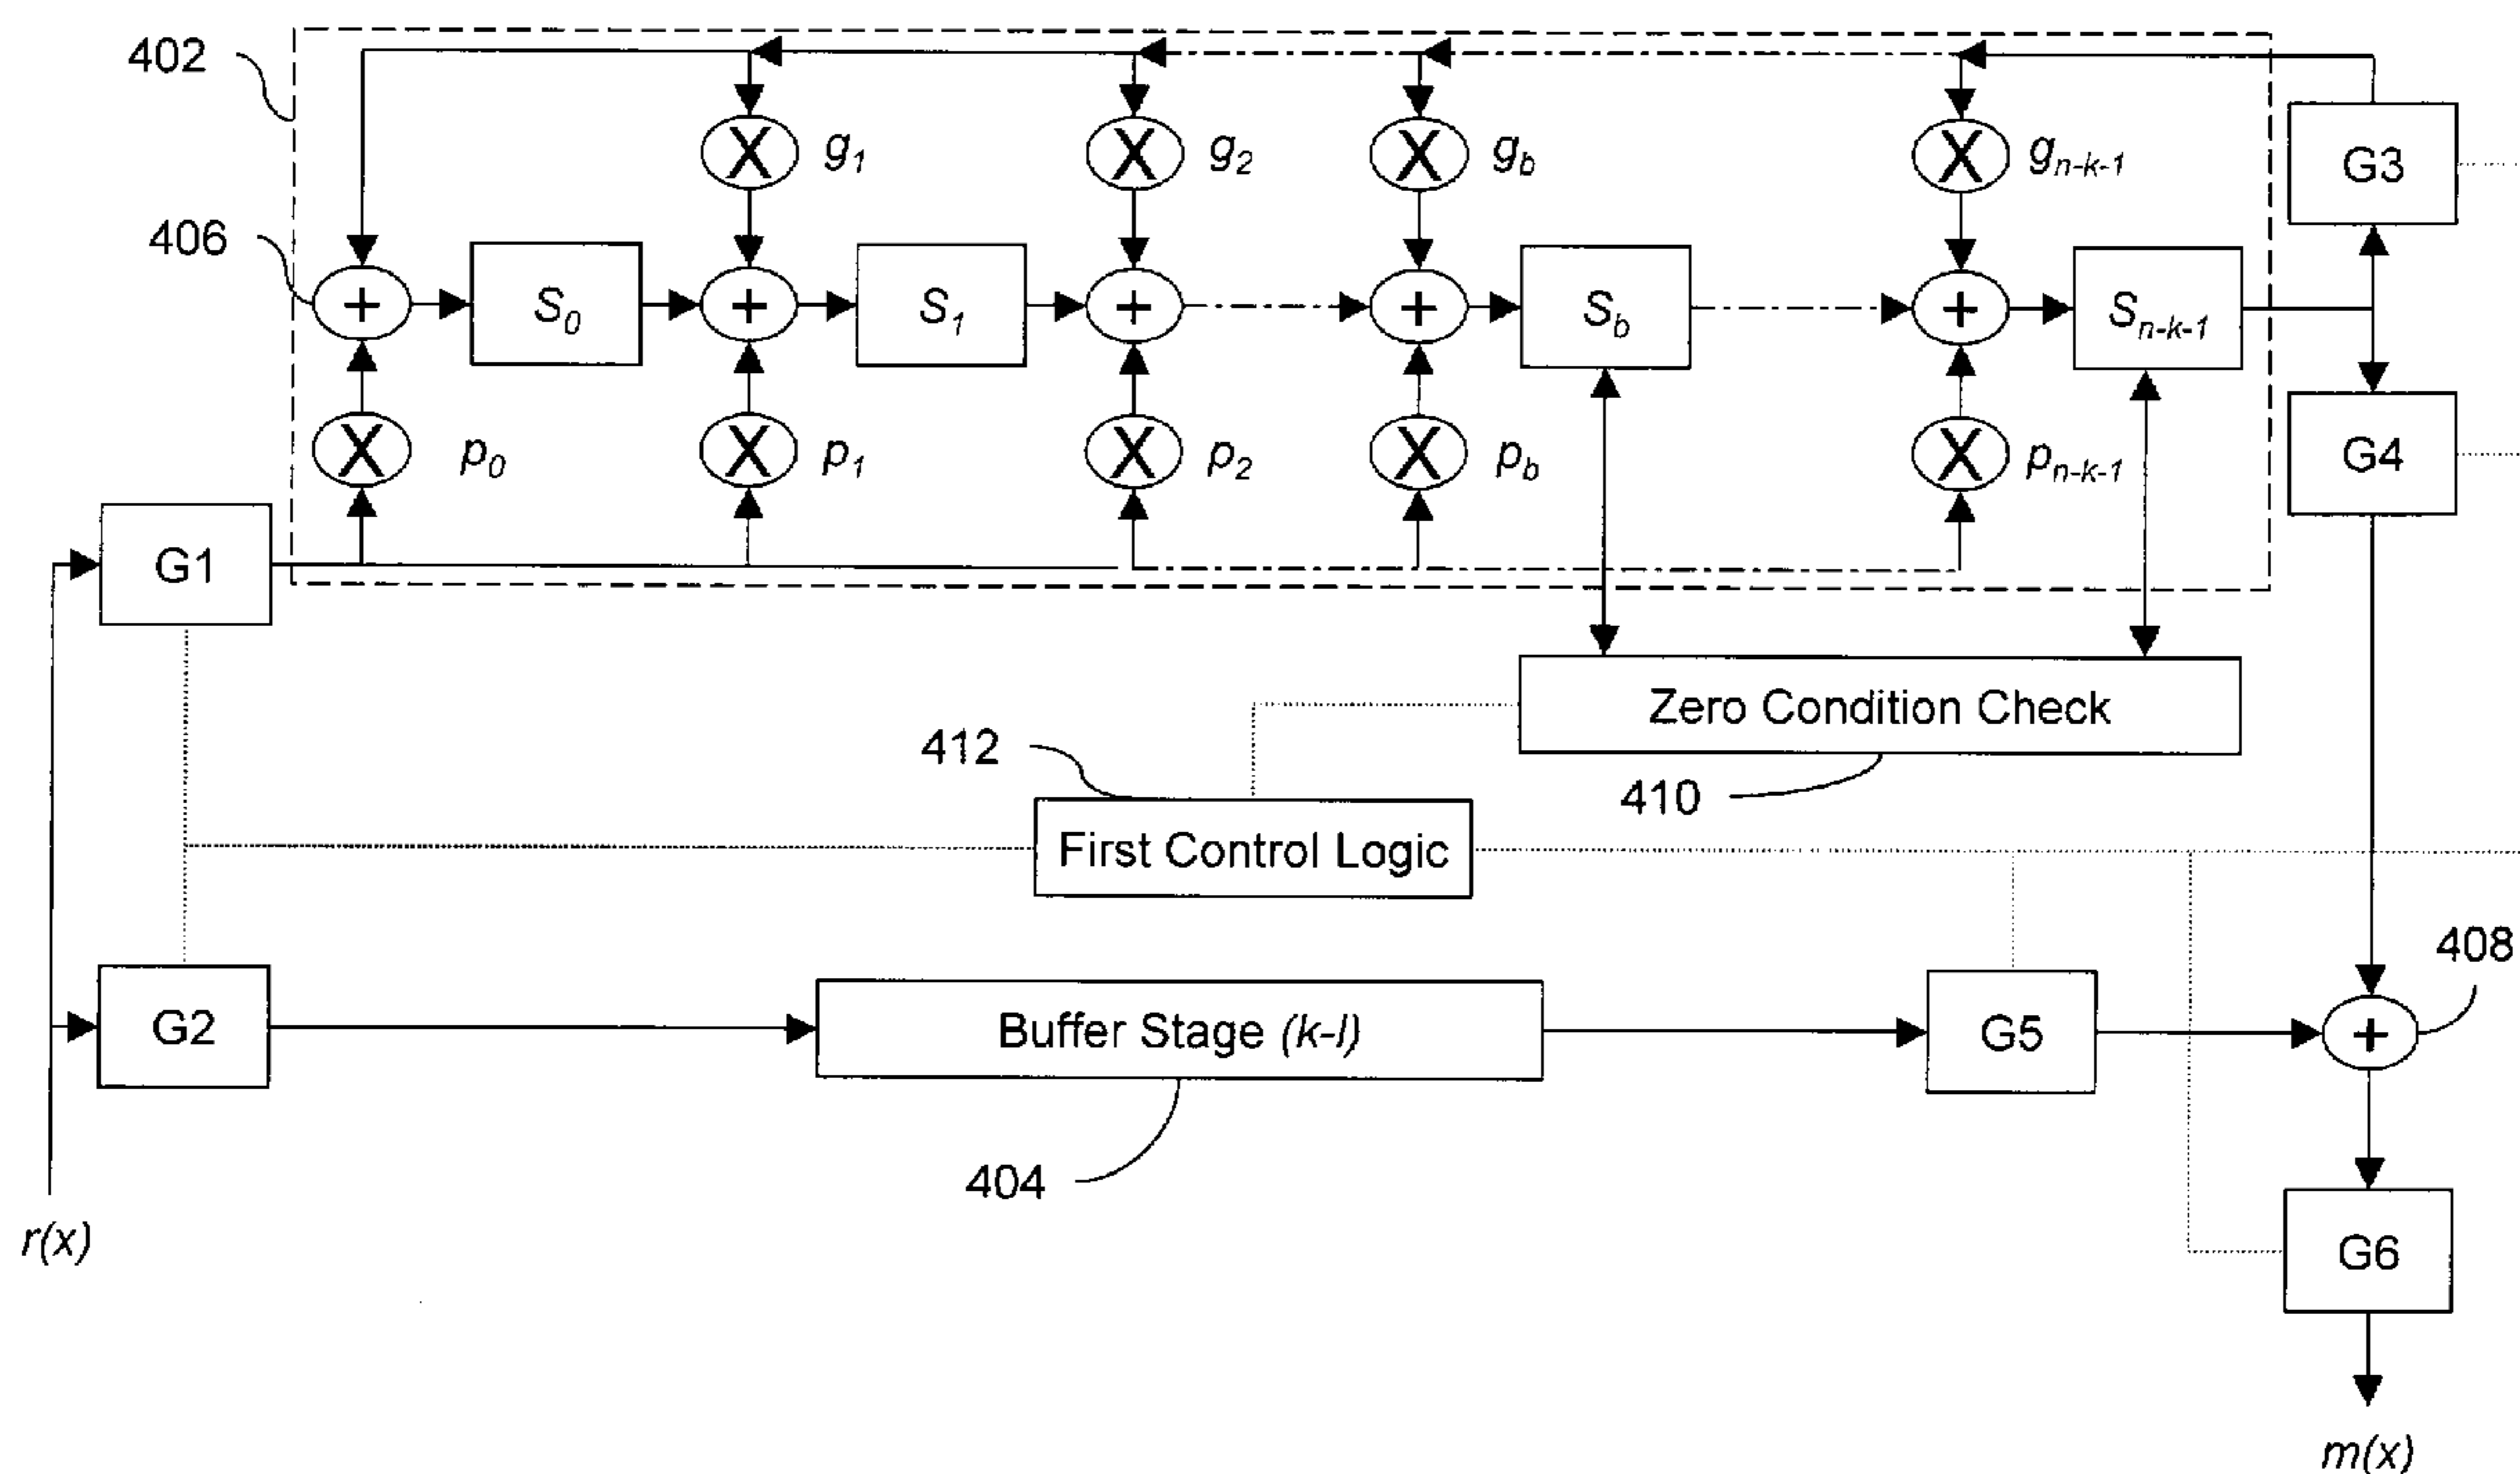 402
g1
g2
gb
gn-k-1
G3
406
+
S0
+
S1
+
+
Sb
+
Sn-k-1
X
X
X
X
X p0
X p1
X p2
X pb
X pn-k-1
G4
G1
Zero Condition Check
412
410
First Control Logic
408
G2
Buffer Stage (k-l)
G5
+
404
r(x)
G6
m(x)